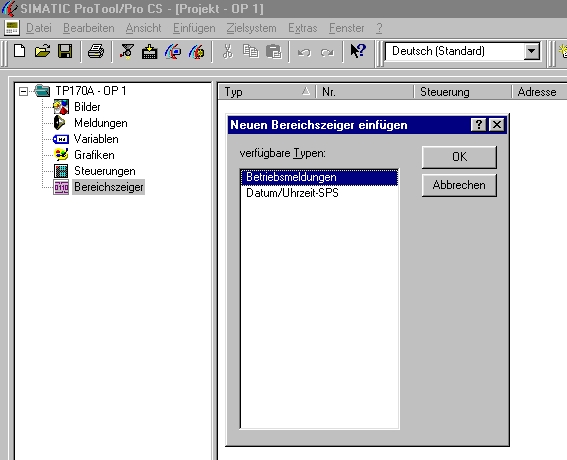 SIMATIC ProTool/Pro CS - [Projekt - OP 1]
Datei Bearbeiten Ansicht Einfügen Zielsystem Extras Fenster ?
Deutsch (Standard)
TP170A - OP 1
Bilder
Meldungen
Variablen
Grafiken
Steuerungen
Bereichszeiger
Typ Nr. Steuerung Adresse
Neuen Bereichszeiger einfügen
verfügbare Typen:
Betriebsmeldungen
Datum/Uhrzeit-SPS
OK
Abbrechen